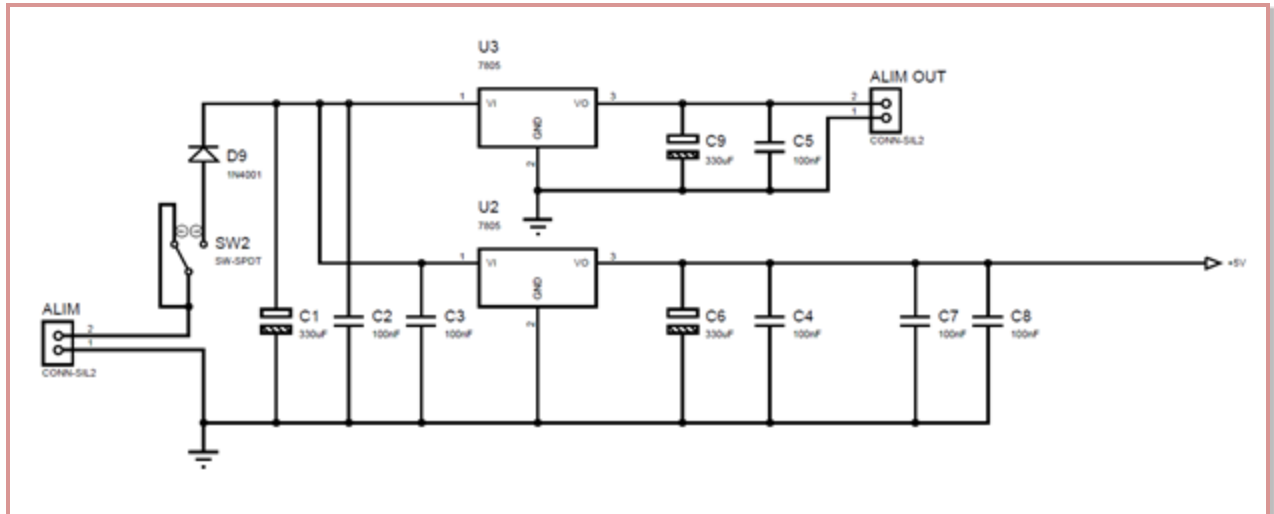 U3
7805
1 VI VO 3
GND
2
ALIM OUT
2
1
CONN-SIL2
C9
330uF
C5
100nF
D9
1N4001
U2
7805
1 VI VO 3
GND
2
+5V
SW2
SW-SPDT
ALIM
2
1
CONN-SIL2
C1
330uF
C2
100nF
C3
100nF
C6
330uF
C4
100nF
C7
100nF
C8
100nF